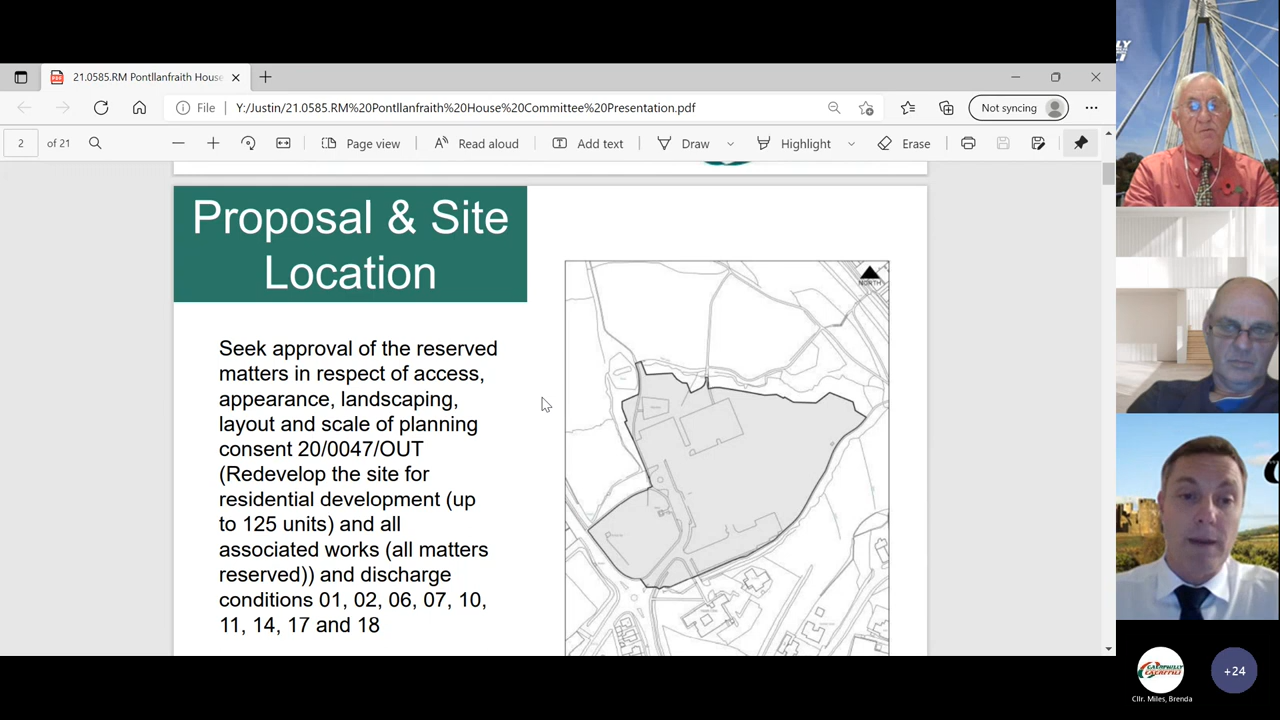 21.0585.RM Pontllanfraith House
Not syncing
File
Y:/Justin/21.0585.RM%20Pontllanfraith%20House%20Committee%20Presentation.pdf
2 of 21
Page view
Read aloud
Add text
Draw
Highlight
Erase
Proposal & Site
Location
NORTH
Seek approval of the reserved
matters in respect of access,
appearance, landscaping,
layout and scale of planning
consent 20/0047/OUT
(Redevelop the site for
residential development (up
to 125 units) and all
associated works (all matters
reserved)) and discharge
conditions 01, 02, 06, 07, 10,
11, 14, 17 and 18
CAERPHILLY
CAERFFILI
Cllr. Miles, Brenda
+24